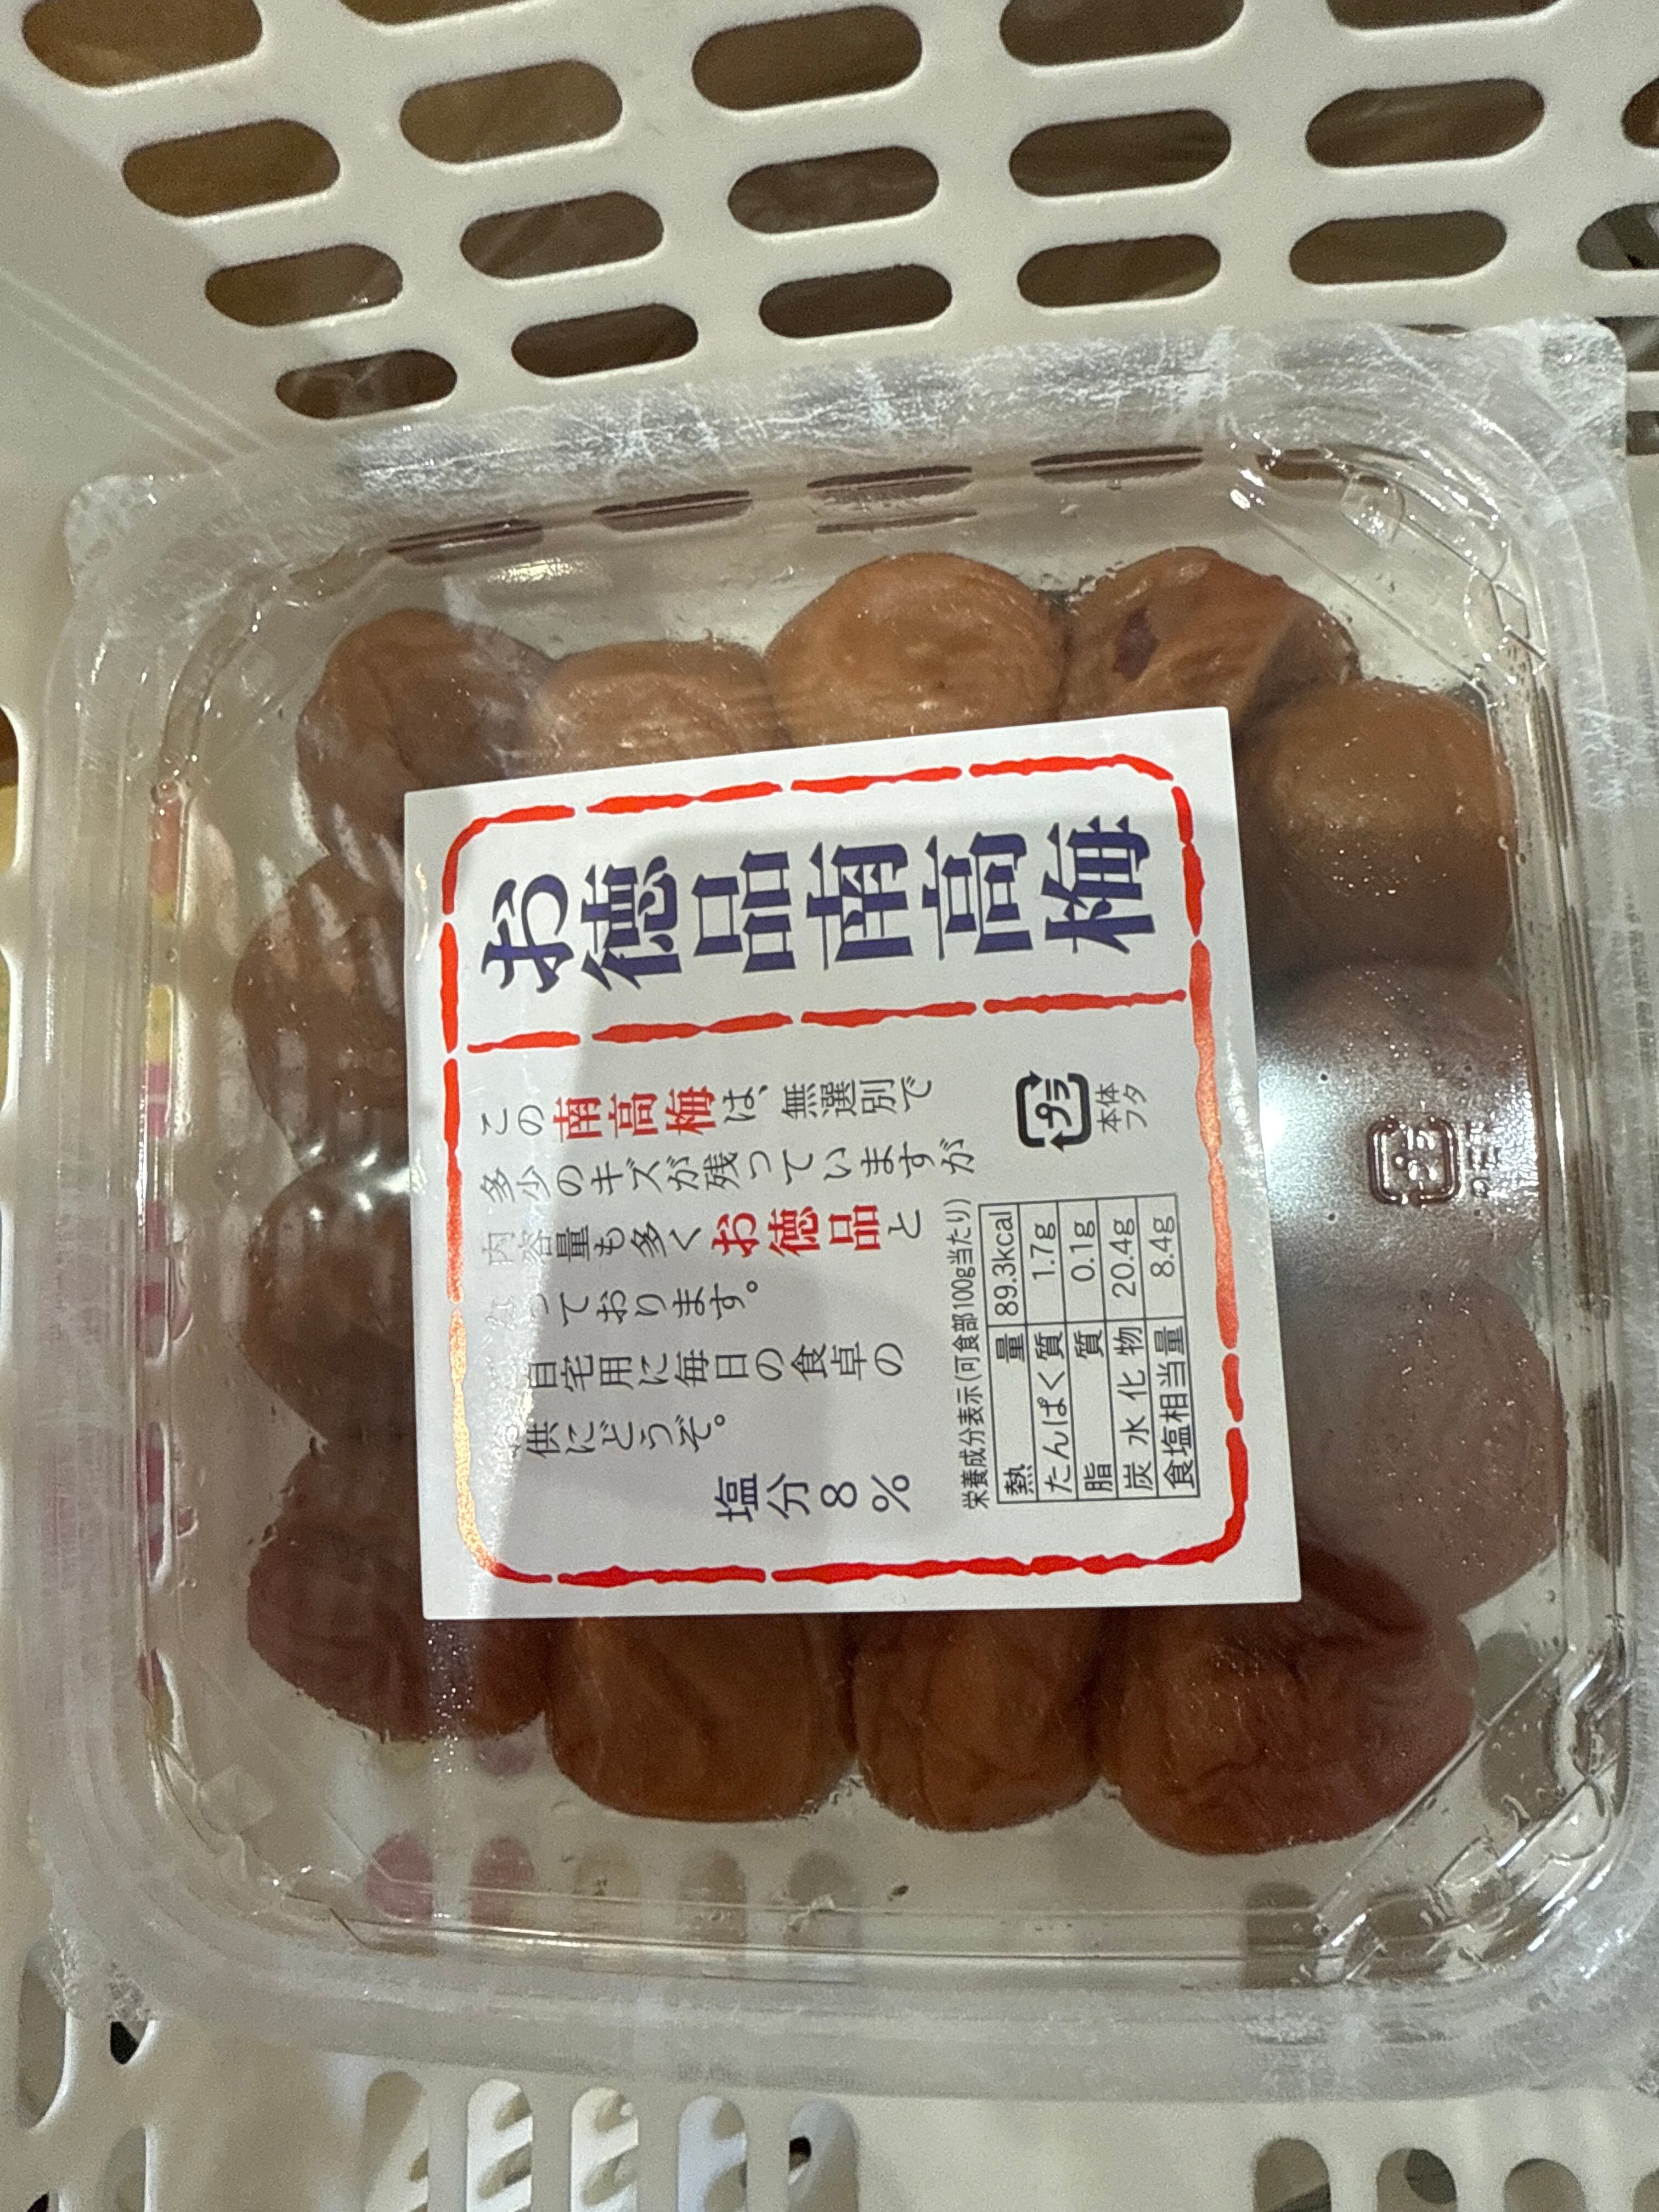 お徳品南高梅
この南高梅は、無選別で
多少のキズが残っていますが
内容量も多くお徳品と
なっております。
ご自宅用に毎日の食卓の
お供にどうぞ。
塩分8%
プラ
本体
フタ
栄養成分表示(可食部100g当たり)
熱量 89.3kcal
たんぱく質 1.7g
脂質 0.1g
炭水化物 20.4g
食塩相当量 8.4g